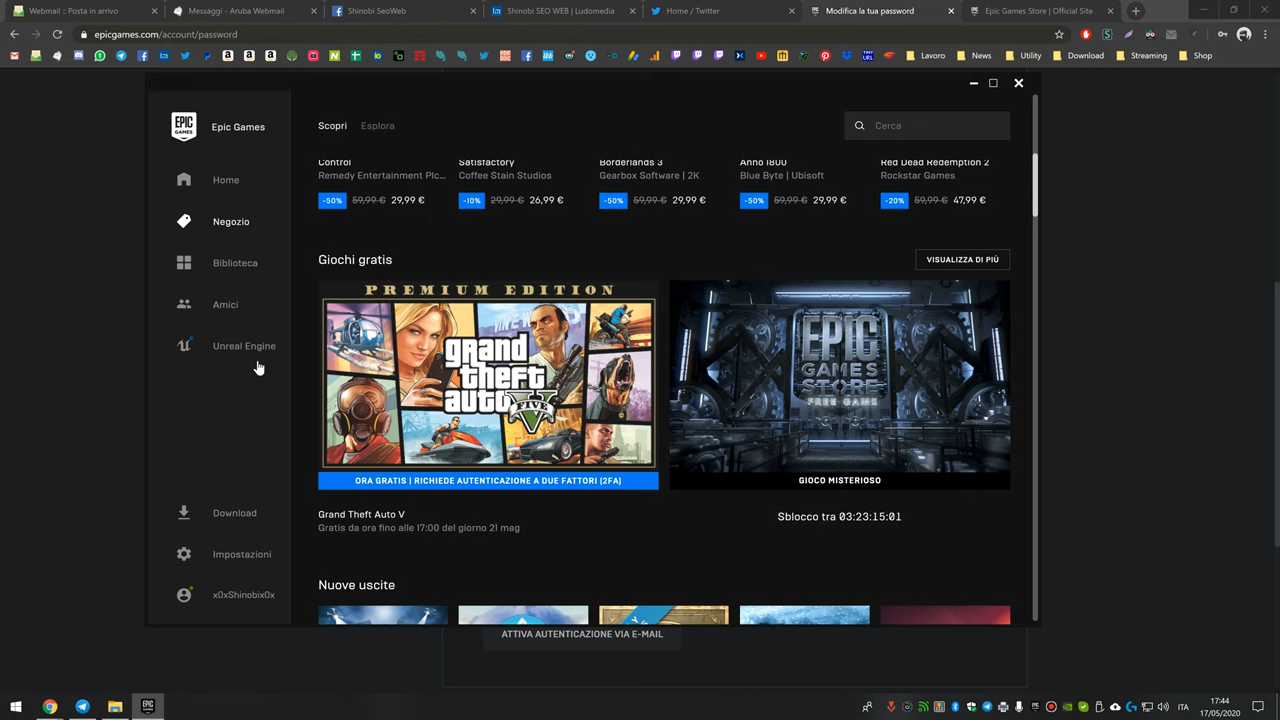 Webmail :: Posta in arrivo
Messaggi - Aruba Webmail
Shinobi SeoWeb
Shinobi SEO WEB | Ludomedia
Home / Twitter
Modifica la tua password
Epic Games Store | Official Site
epicgames.com/account/password
Lavoro
News
Utility
Download
Streaming
Shop
EPIC GAMES
Epic Games
Scopri
Esplora
Cerca
Home
Negozio
Biblioteca
Amici
Unreal Engine
Download
Impostazioni
x0xShinobix0x
Control
Remedy Entertainment Plc...
-50% 59,99 € 29,99 €
Satisfactory
Coffee Stain Studios
-10% 29,99 € 26,99 €
Borderlands 3
Gearbox Software | 2K
-50% 59,99 € 29,99 €
Anno 1800
Blue Byte | Ubisoft
-50% 59,99 € 29,99 €
Red Dead Redemption 2
Rockstar Games
-20% 59,99 € 47,99 €
Giochi gratis
VISUALIZZA DI PIÙ
PREMIUM EDITION
grand
theft
auto V
FIVE
ORA GRATIS | RICHIEDE AUTENTICAZIONE A DUE FATTORI (2FA)
Grand Theft Auto V
Gratis da ora fino alle 17:00 del giorno 21 mag
EPIC
GAMES
STORE
FREE GAME
GIOCO MISTERIOSO
Sblocco tra 03:23:15:01
Nuove uscite
ATTIVA AUTENTICAZIONE VIA E-MAIL
EPIC GAMES
ITA
17:44
17/05/2020